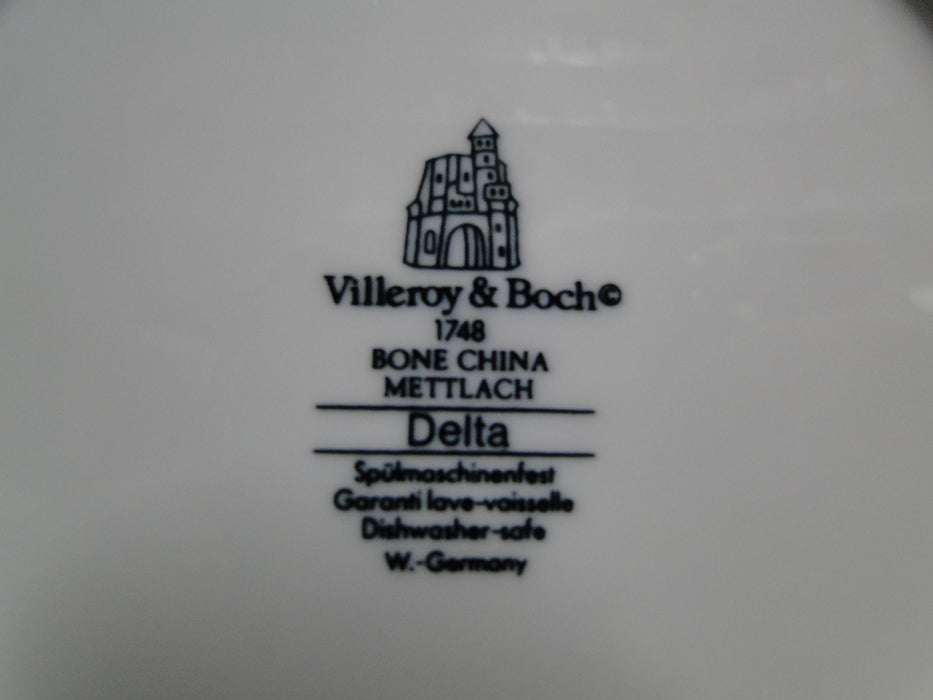 Villeroy & Boch©
1748
BONE CHINA
METTLACH
Delta
Spülmaschinenfest
Garanti lave-vaisselle
Dishwasher-safe
W.-Germany